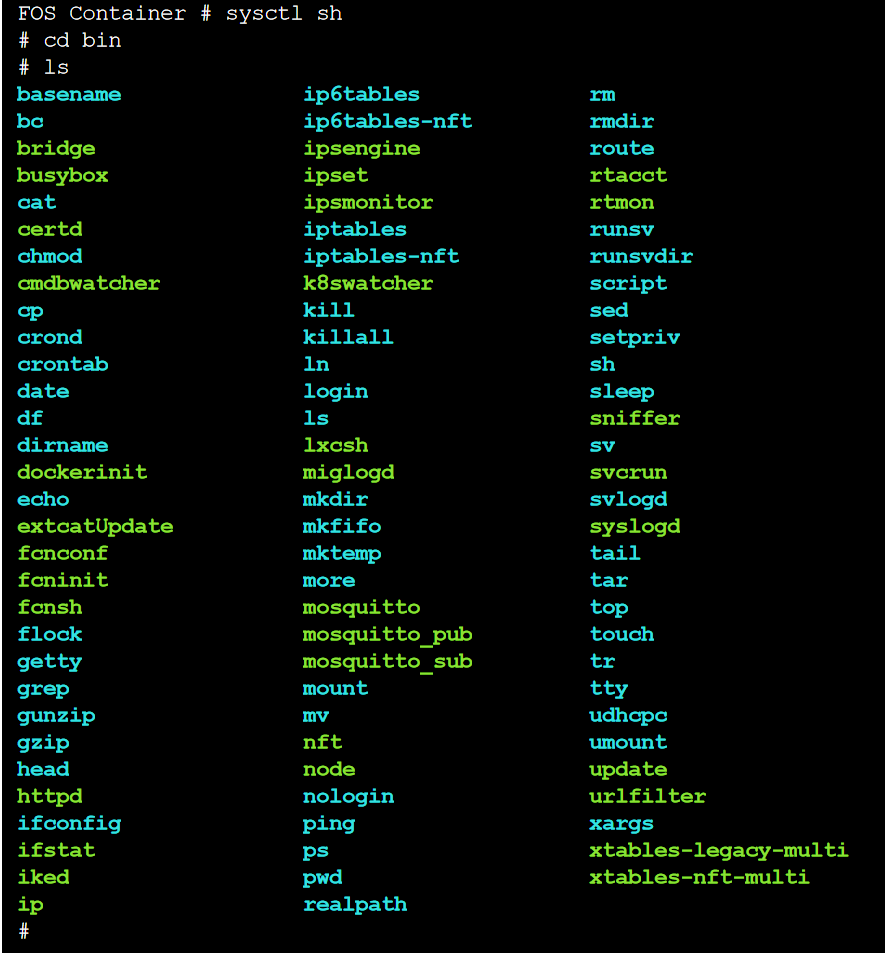 FOS Container # sysctl sh
# cd bin
# ls
basename ip6tables rm
bc ip6tables-nft rmdir
bridge ipsengine route
busybox ipset rtacct
cat ipsmonitor rtmon
certd iptables runsv
chmod iptables-nft runsvdir
cmdbwatcher k8swatcher script
cp kill sed
crond killall setpriv
crontab ln sh
date login sleep
df ls sniffer
dirname lxcsh sv
dockerinit miglogd svcrun
echo mkdir svlogd
extcatUpdate mkfifo syslogd
fcnconf mktemp tail
fcninit more tar
fcnsh mosquitto top
flock mosquitto_pub touch
getty mosquitto_sub tr
grep mount tty
gunzip mv udhcpc
gzip nft umount
head node update
httpd nologin urlfilter
ifconfig ping xargs
ifstat ps xtables-legacy-multi
iked pwd xtables-nft-multi
ip realpath
#